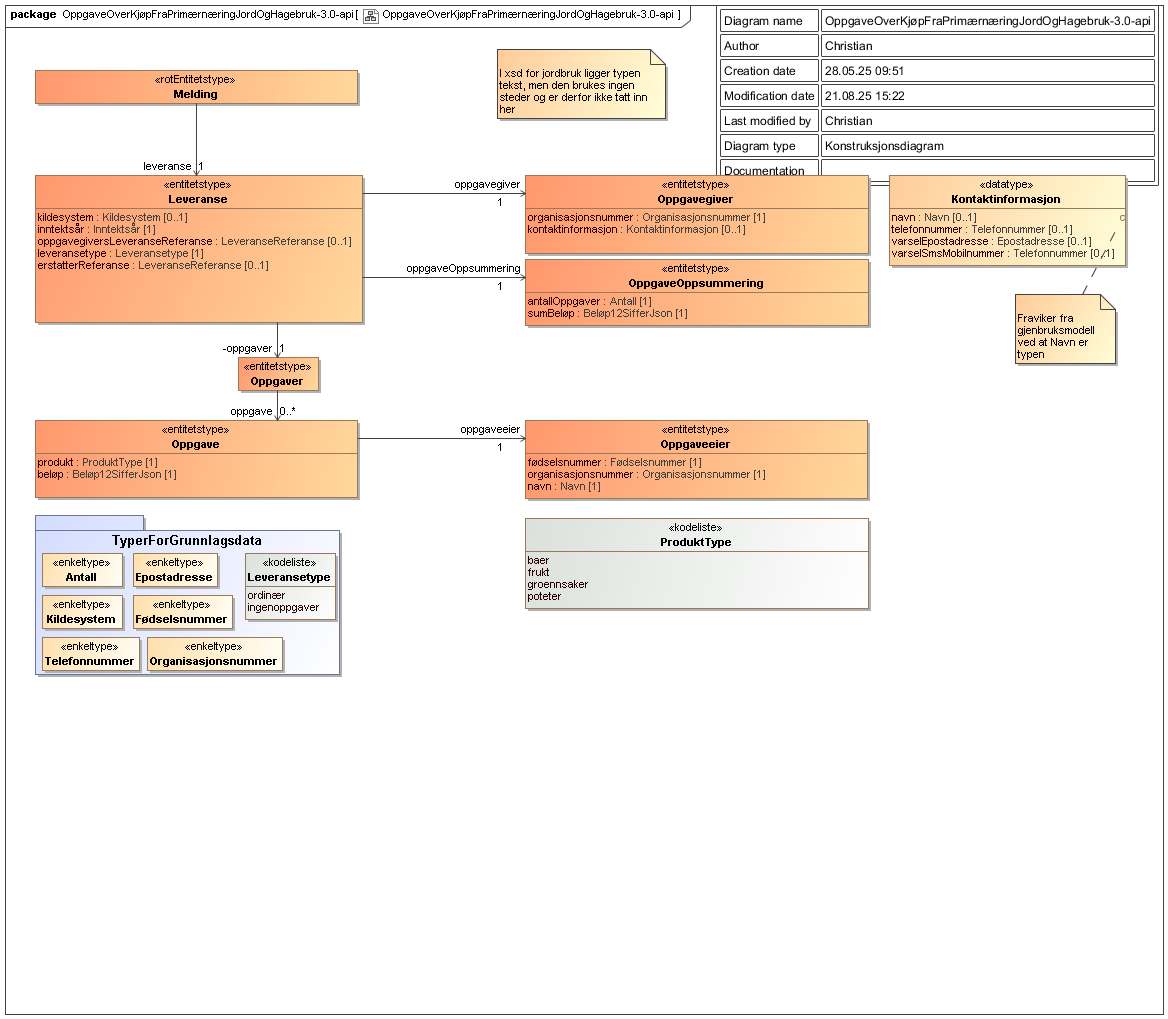 package OppgaveOverKjøpFraPrimærnæringJordOgHagebruk-3.0-api[ OppgaveOverKjøpFraPrimærnæringJordOgHagebruk-3.0-api ]
Diagram name OppgaveOverKjøpFraPrimærnæringJordOgHagebruk-3.0-api
Author Christian
Creation date 28.05.25 09:51
Modification date 21.08.25 15:22
Last modified by Christian
Diagram type Konstruksjonsdiagram
Documentation
I xsd for jordbruk ligger typen
tekst, men den brukes ingen
steder og er derfor ikke tatt inn
her
«rotEntitetstype»
Melding
leveranse 1
«entitetstype»
Leveranse
kildesystem : Kildesystem [0..1]
inntektsår : Inntektsår [1]
oppgavegiversLeveranseReferanse : LeveranseReferanse [0..1]
leveransetype : Leveransetype [1]
erstatterReferanse : LeveranseReferanse [0..1]
oppgavegiver
1
«entitetstype»
Oppgavegiver
organisasjonsnummer : Organisasjonsnummer [1]
kontaktinformasjon : Kontaktinformasjon [0..1]
«datatype»
Kontaktinformasjon
navn : Navn [0..1]
telefonnummer : Telefonnummer [0..1]
varselEpostadresse : Epostadresse [0..1]
varselSmsMobilnummer : Telefonnummer [0..1]
oppgaveOppsummering
1
«entitetstype»
OppgaveOppsummering
antallOppgaver : Antall [1]
sumBeløp : Beløp12SifferJson [1]
Fraviker fra
gjenbruksmodell
ved at Navn er
typen
-oppgaver 1
«entitetstype»
Oppgaver
oppgave 0..*
«entitetstype»
Oppgave
produkt : ProduktType [1]
beløp : Beløp12SifferJson [1]
oppgaveeier
1
«entitetstype»
Oppgaveeier
fødselsnummer : Fødselsnummer [1]
organisasjonsnummer : Organisasjonsnummer [1]
navn : Navn [1]
TyperForGrunnlagsdata
«enkeltype»
Antall
«enkeltype»
Epostadresse
«kodeliste»
Leveransetype
ordinær
ingenoppgaver
«enkeltype»
Kildesystem
«enkeltype»
Fødselsnummer
«enkeltype»
Telefonnummer
«enkeltype»
Organisasjonsnummer
«kodeliste»
ProduktType
baer
frukt
groennsaker
poteter